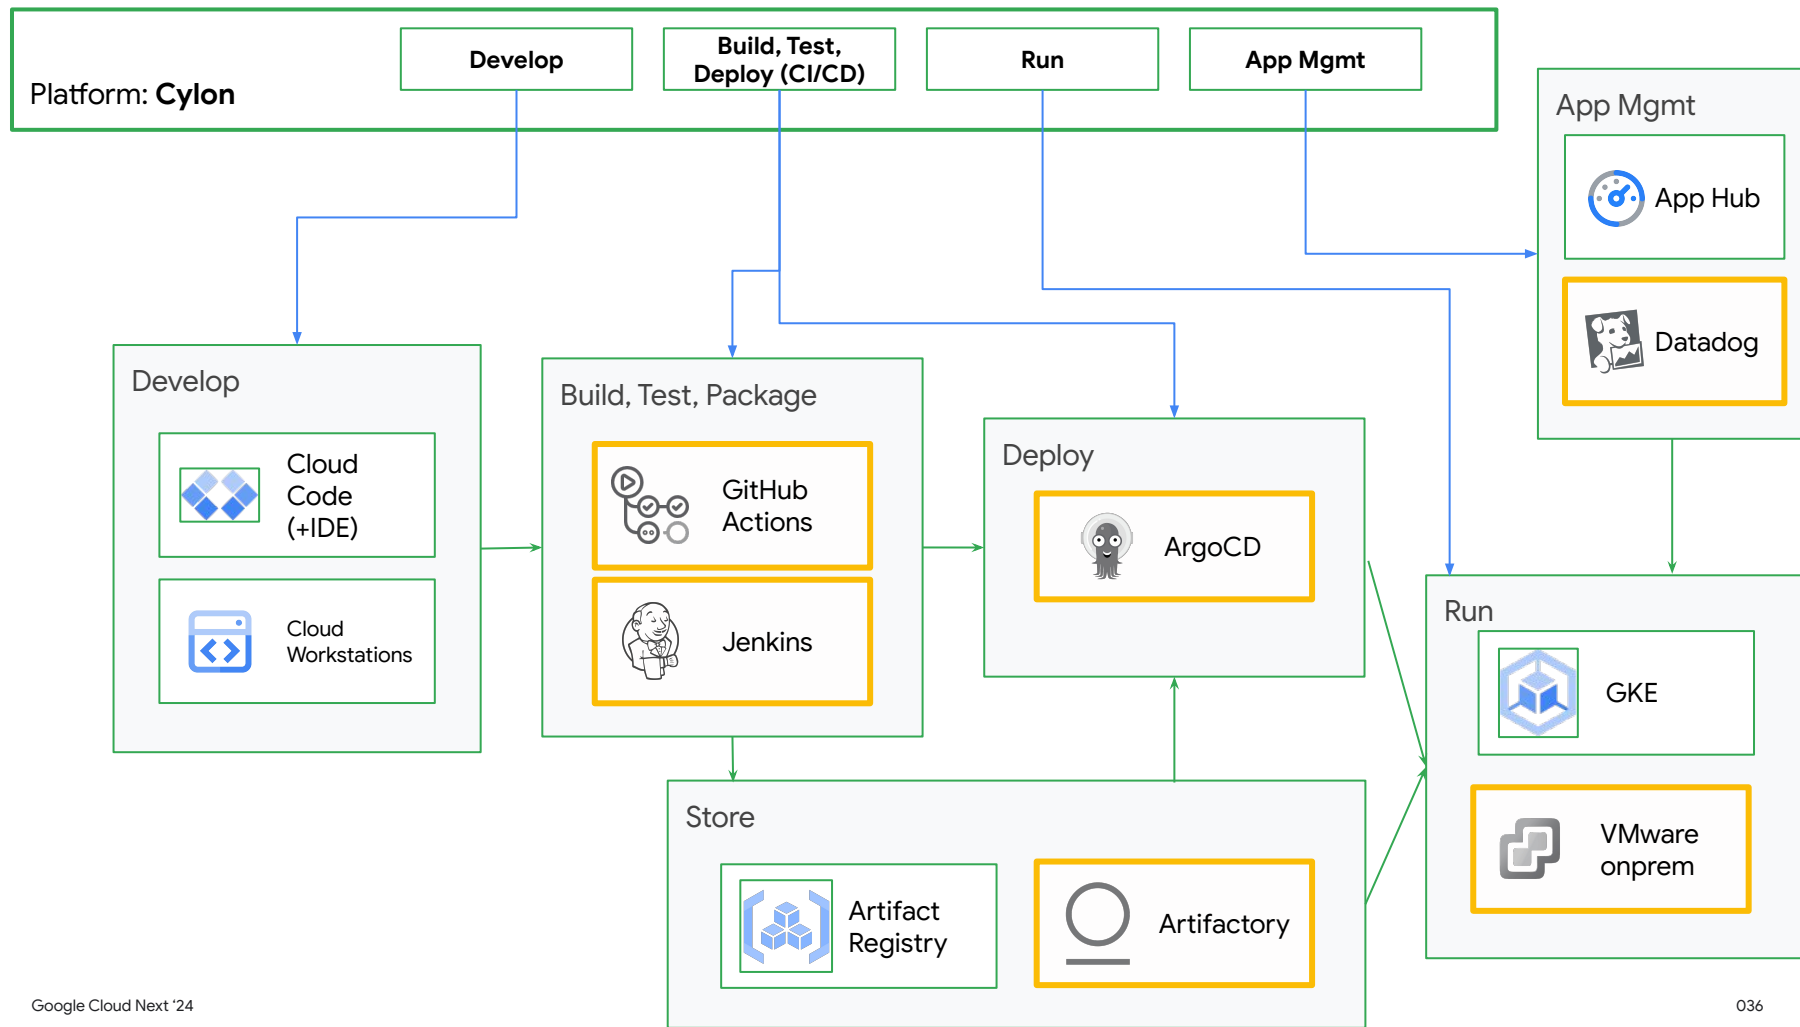 Platform: Cylon
Develop
Build, Test,
Deploy (CI/CD)
Run
App Mgmt
App Mgmt
App Hub
Datadog
Develop
Cloud
Code
(+IDE)
Cloud
Workstations
Build, Test, Package
GitHub
Actions
Jenkins
Deploy
ArgoCD
Run
GKE
VMware
onprem
Store
Artifact
Registry
Artifactory
Google Cloud Next ‘24
036